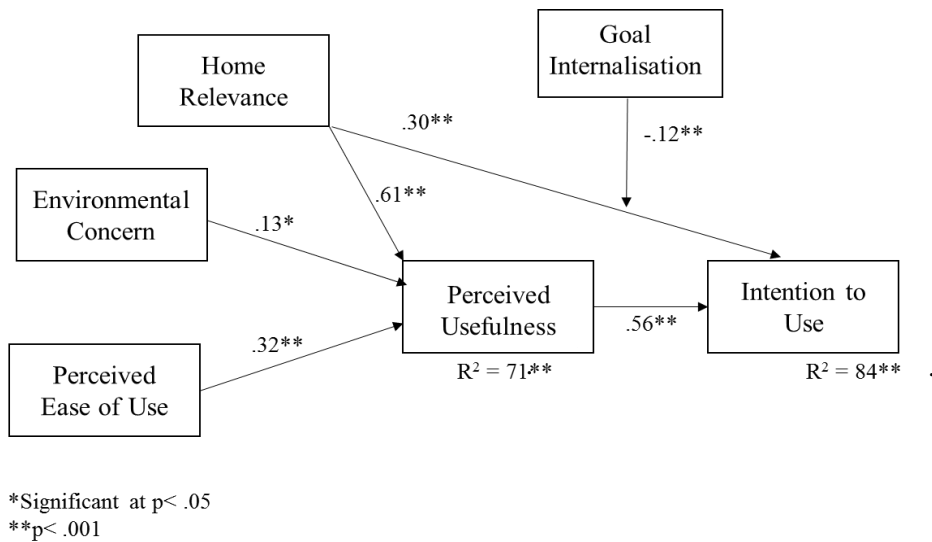 Goal
Internalisation
Home
Relevance
.30**
-.12**
Environmental
Concern
.61**
.13*
Perceived
Usefulness
Intention to
Use
.56**
.32**
Perceived
Ease of Use
R² = 71**
R² = 84**
.
*Significant at p< .05
**p< .001